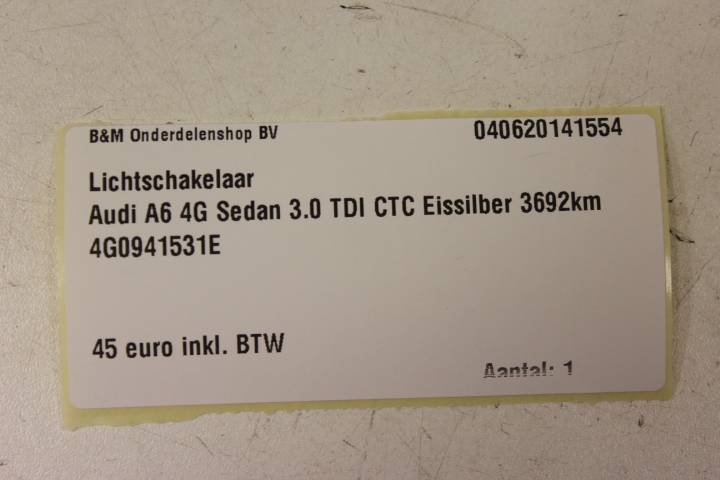 B&M Onderdelenshop BV 040620141554
Lichtschakelaar
Audi A6 4G Sedan 3.0 TDI CTC Eissilber 3692km
4G0941531E
45 euro inkl. BTW
Aantal: 1